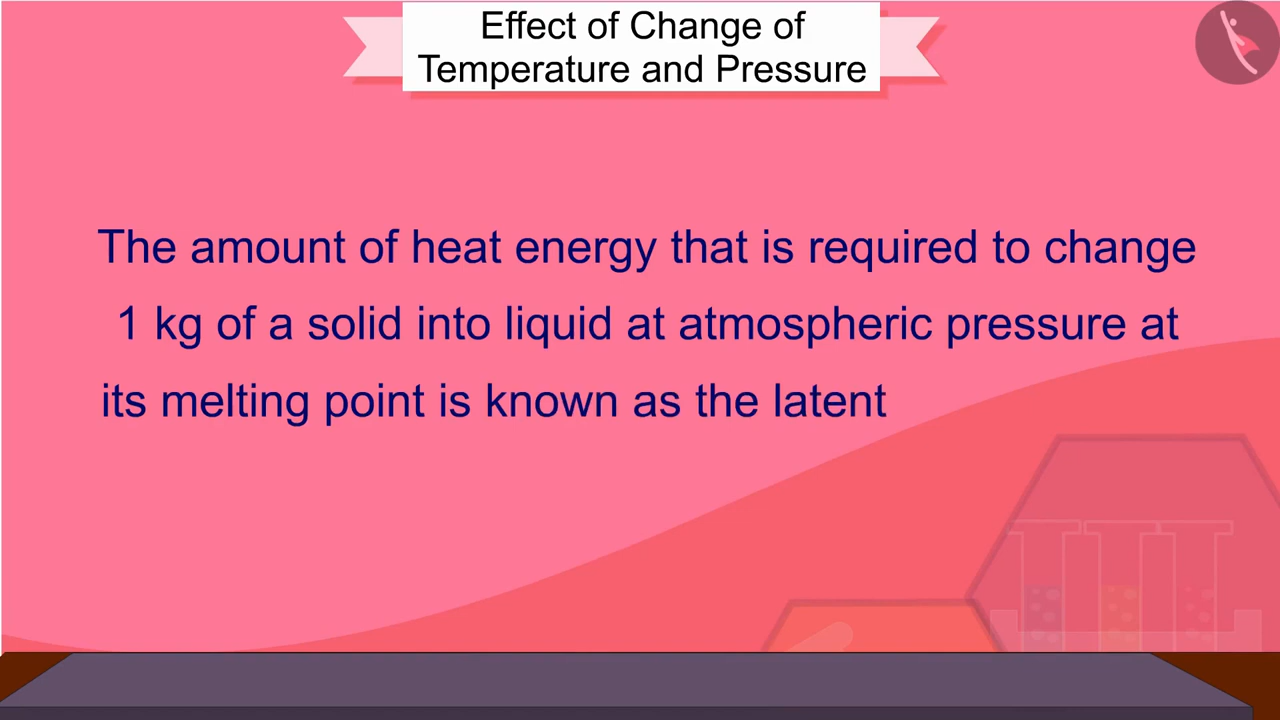 Effect of Change of
Temperature and Pressure
The amount of heat energy that is required to change
1 kg of a solid into liquid at atmospheric pressure at
its melting point is known as the latent